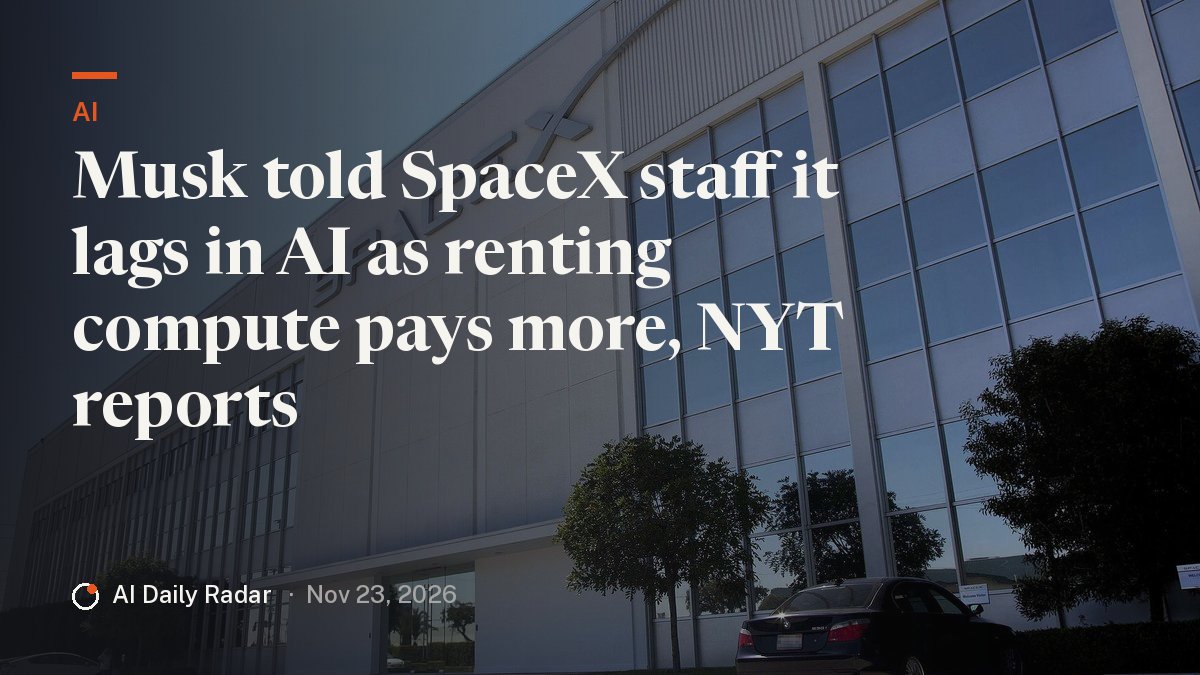 AI
Musk told SpaceX staff it
lags in AI as renting
compute pays more, NYT
reports
SPACEX
AI Daily Radar · Nov 23, 2026